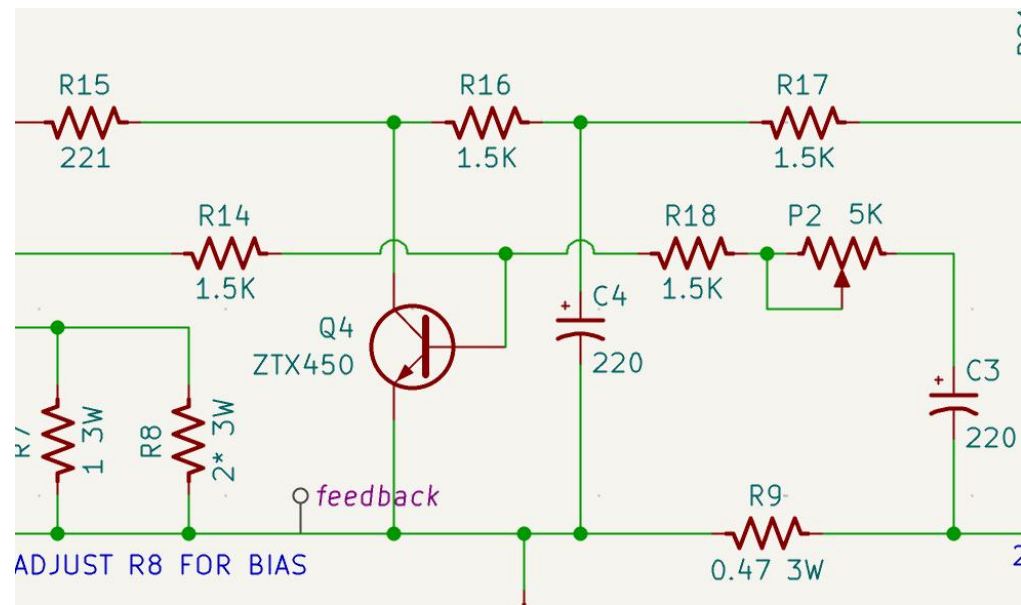 R15
221
R16
1.5K
R17
1.5K
R14
1.5K
R18
1.5K
P2 5K
Q4
ZTX450
C4
+
220
C3
+
220
1 3W
R8
2* 3W
feedback
R9
0.47 3W
ADJUST R8 FOR BIAS